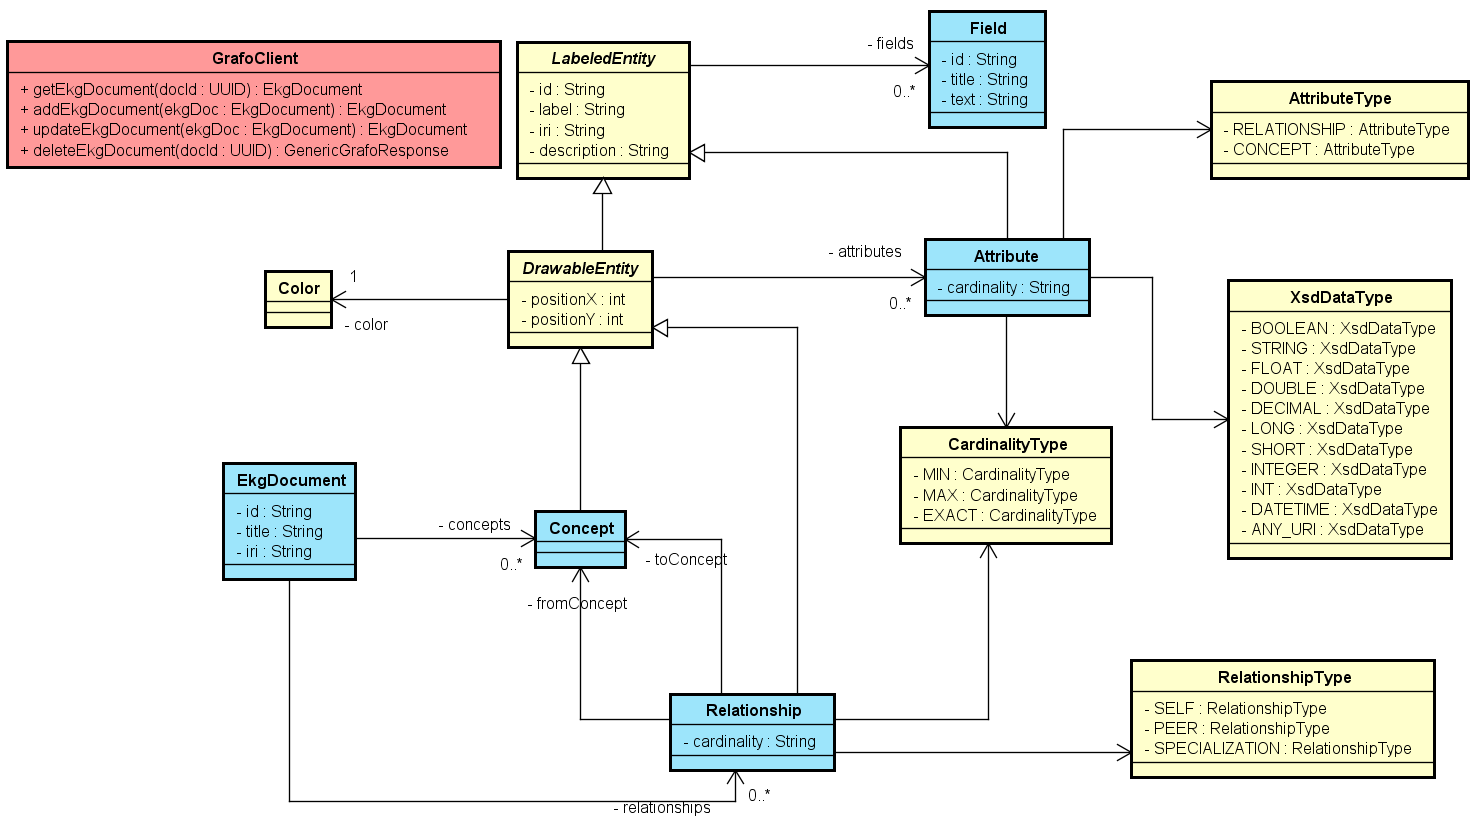 GrafoClient
+ getEkgDocument(docId : UUID) : EkgDocument
+ addEkgDocument(ekgDoc : EkgDocument) : EkgDocument
+ updateEkgDocument(ekgDoc : EkgDocument) : EkgDocument
+ deleteEkgDocument(docId : UUID) : GenericGrafoResponse
LabeledEntity
- id : String
- label : String
- iri : String
- description : String
- fields
0..*
Field
- id : String
- title : String
- text : String
AttributeType
- RELATIONSHIP : AttributeType
- CONCEPT : AttributeType
Color
1
- color
DrawableEntity
- positionX : int
- positionY : int
- attributes
0..*
Attribute
- cardinality : String
XsdDataType
- BOOLEAN : XsdDataType
- STRING : XsdDataType
- FLOAT : XsdDataType
- DOUBLE : XsdDataType
- DECIMAL : XsdDataType
- LONG : XsdDataType
- SHORT : XsdDataType
- INTEGER : XsdDataType
- INT : XsdDataType
- DATETIME : XsdDataType
- ANY_URI : XsdDataType
CardinalityType
- MIN : CardinalityType
- MAX : CardinalityType
- EXACT : CardinalityType
EkgDocument
- id : String
- title : String
- iri : String
- concepts
0..*
Concept
- toConcept
- fromConcept
Relationship
- cardinality : String
- relationships
0..*
RelationshipType
- SELF : RelationshipType
- PEER : RelationshipType
- SPECIALIZATION : RelationshipType